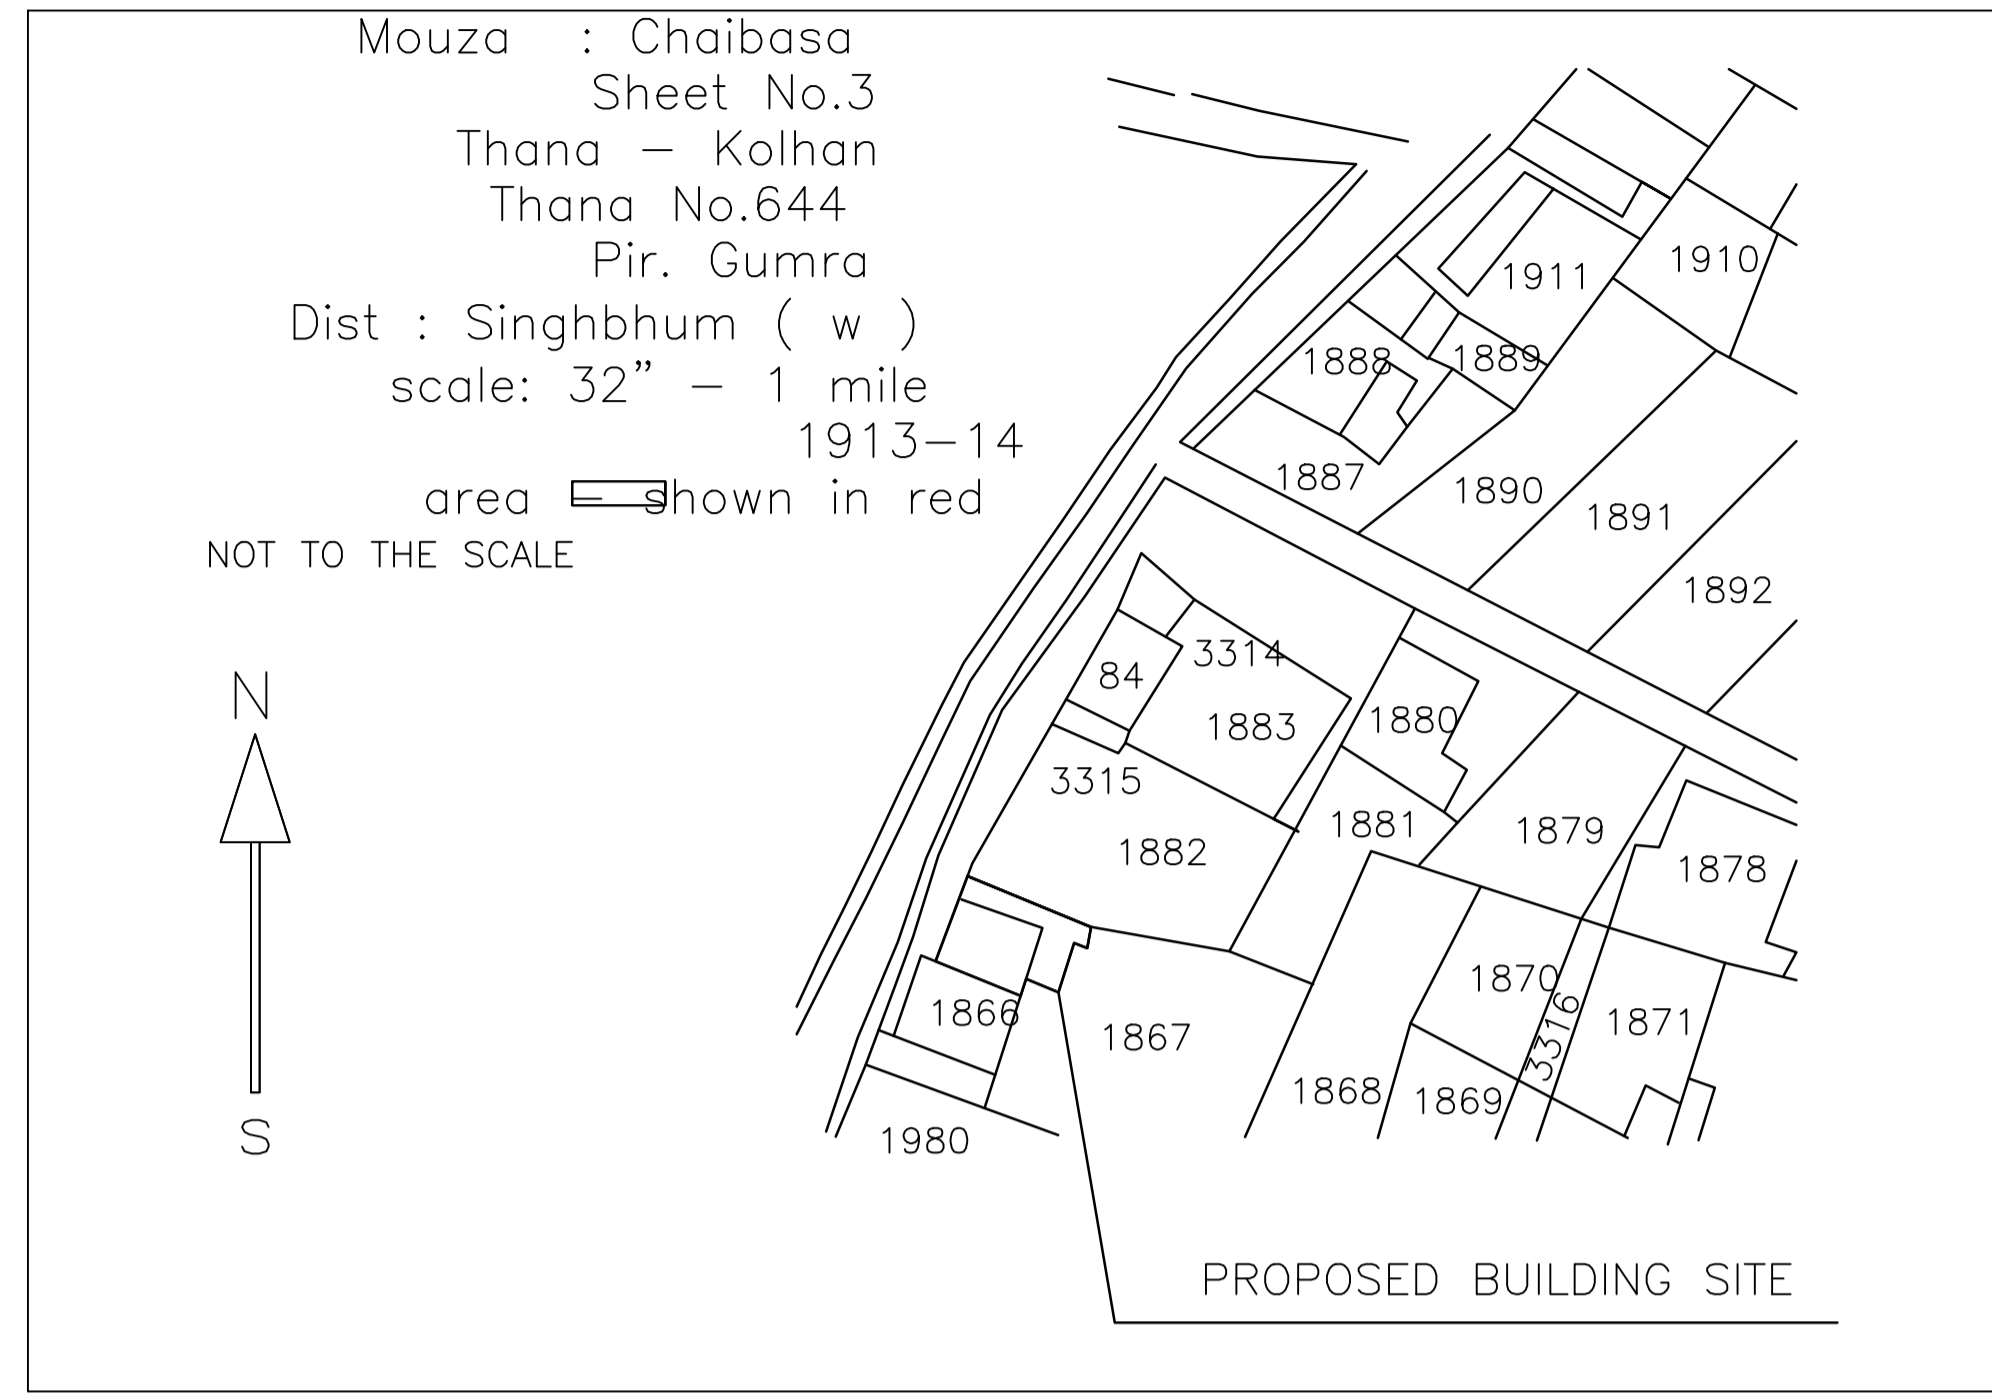 Mouza : Chaibasa
Sheet No.3
Thana - Kolhan
Thana No.644
Pir. Gumra
Dist : Singhbhum ( w )
scale: 32” - 1 mile
1913-14
area - shown in red
NOT TO THE SCALE
N
S
1910
1911
1888
1889
1887
1890
1891
1892
3314
84
1883
1880
3315
1881
1879
1882
1878
1870
3316
1866
1871
1867
1868
1869
1980
PROPOSED BUILDING SITE